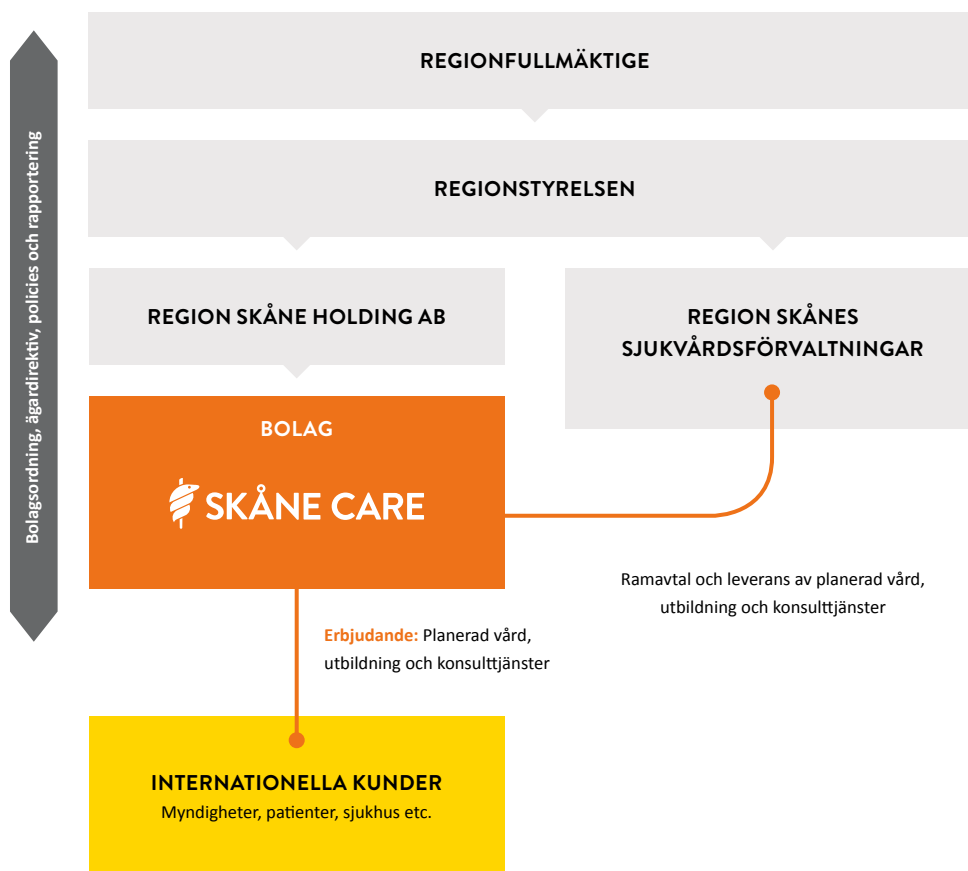 Bolagsordning, ägardirektiv, policies och rapportering
REGIONFULLMÄKTIGE
REGIONSTYRELSEN
REGION SKÅNE HOLDING AB
REGION SKÅNES
SJUKVÅRDSFÖRVALTNINGAR
BOLAG
SKÅNE CARE
Ramavtal och leverans av planerad vård,
utbildning och konsulttjänster
Erbjudande: Planerad vård,
utbildning och konsulttjänster
INTERNATIONELLA KUNDER
Myndigheter, patienter, sjukhus etc.